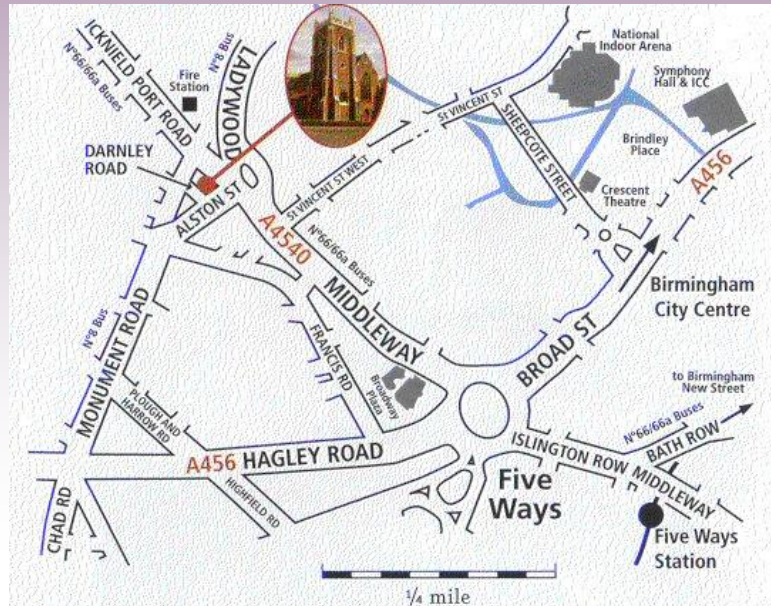 ICKNIELD PORT ROAD
Nº66/66a Buses
Fire
Station
Nº8 Bus
LADYWOOD
DARNLEY
ROAD
ALSTON ST
St VINCENT ST WEST
St VINCENT ST
SHEEPCOTE STREET
National
Indoor Arena
Symphony
Hall & ICC
Brindley
Place
Crescent
Theatre
A456
A4540
MIDDLEWAY
Nº66/66a Buses
Birmingham
City Centre
BROAD ST
MONUMENT ROAD
Nº8 Bus
FRANCIS RD
Broadway
Plaza
PLOUGH AND
HARROW RD
A456 HAGLEY ROAD
HIGHFIELD RD
CHAD RD
Five
Ways
to Birmingham
New Street
Nº66/66a Buses
BATH ROW
ISLINGTON ROW MIDDLEWAY
Five Ways
Station
¼ mile